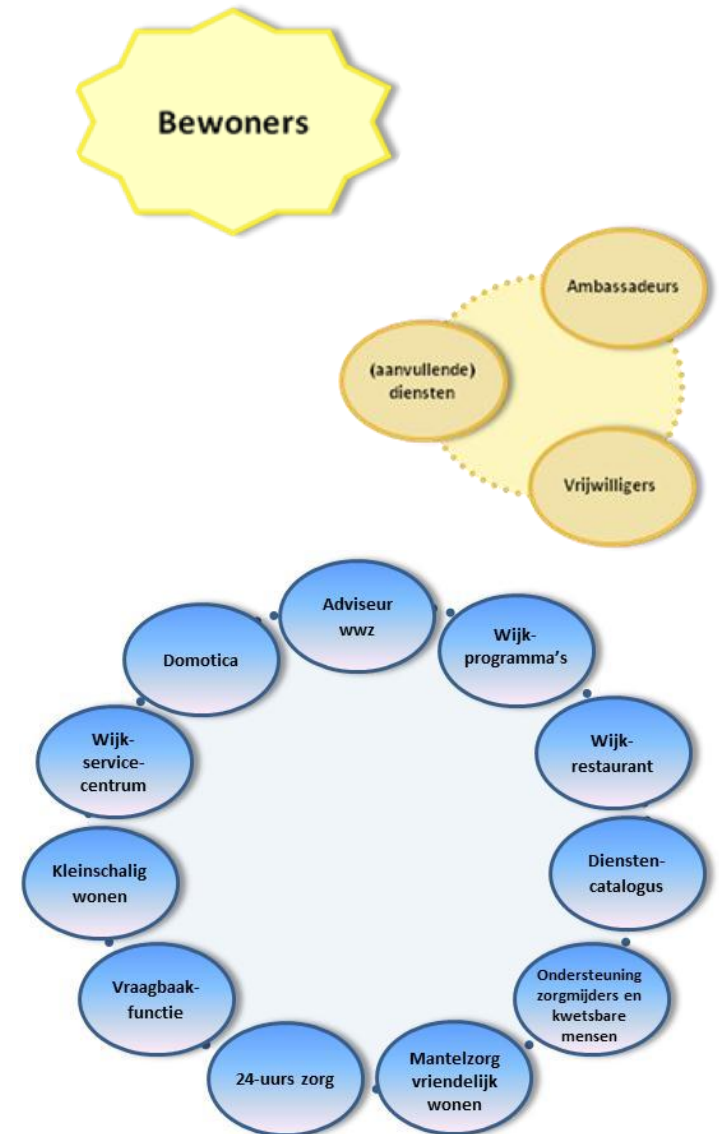 Bewoners
Ambassadeurs
(aanvullende)
diensten
Vrijwilligers
Adviseur
wwz
Wijk-
programma's
Domotica
Wijk-
restaurant
Wijk-
service-
centrum
Diensten-
catalogus
Kleinschalig
wonen
Ondersteuning
zorgmijders en
kwetsbare
mensen
Vraagbaak-
functie
Mantelzorg
vriendelijk
wonen
24-uurs zorg